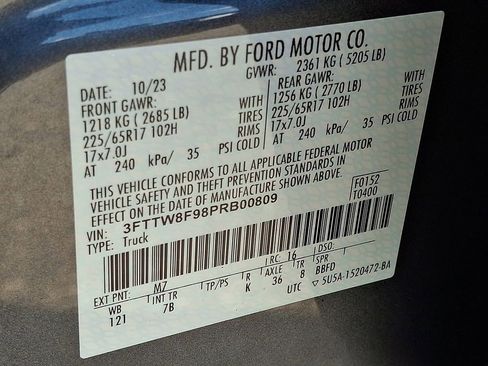 MFD. BY FORD MOTOR CO.
DATE: 10/23 GVWR: 2361 KG ( 5205 LB)
FRONT GAWR: REAR GAWR:
1218 KG ( 2685 LB) WITH 1256 KG ( 2770 LB) WITH
225/65R17 102H TIRES 225/65R17 102H TIRES
17x7.0J RIMS 17x7.0J RIMS
AT 240 kPa/ 35 PSI COLD AT 240 kPa/ 35 PSI COLD
THIS VEHICLE CONFORMS TO ALL APPLICABLE FEDERAL MOTOR
VEHICLE SAFETY AND THEFT PREVENTION STANDARDS IN
EFFECT ON THE DATE OF MANUFACTURE SHOWN ABOVE.
VIN: 3FTTW8F98PRB00809 F0152
TYPE: Truck T0400
EXT PNT: M7 RC: 16 DSO:
WB INT TR TP/PS R AXLE TR SPR
121 7B K 36 8 BBFD
UTC ▽ 5U5A-1520472-BA